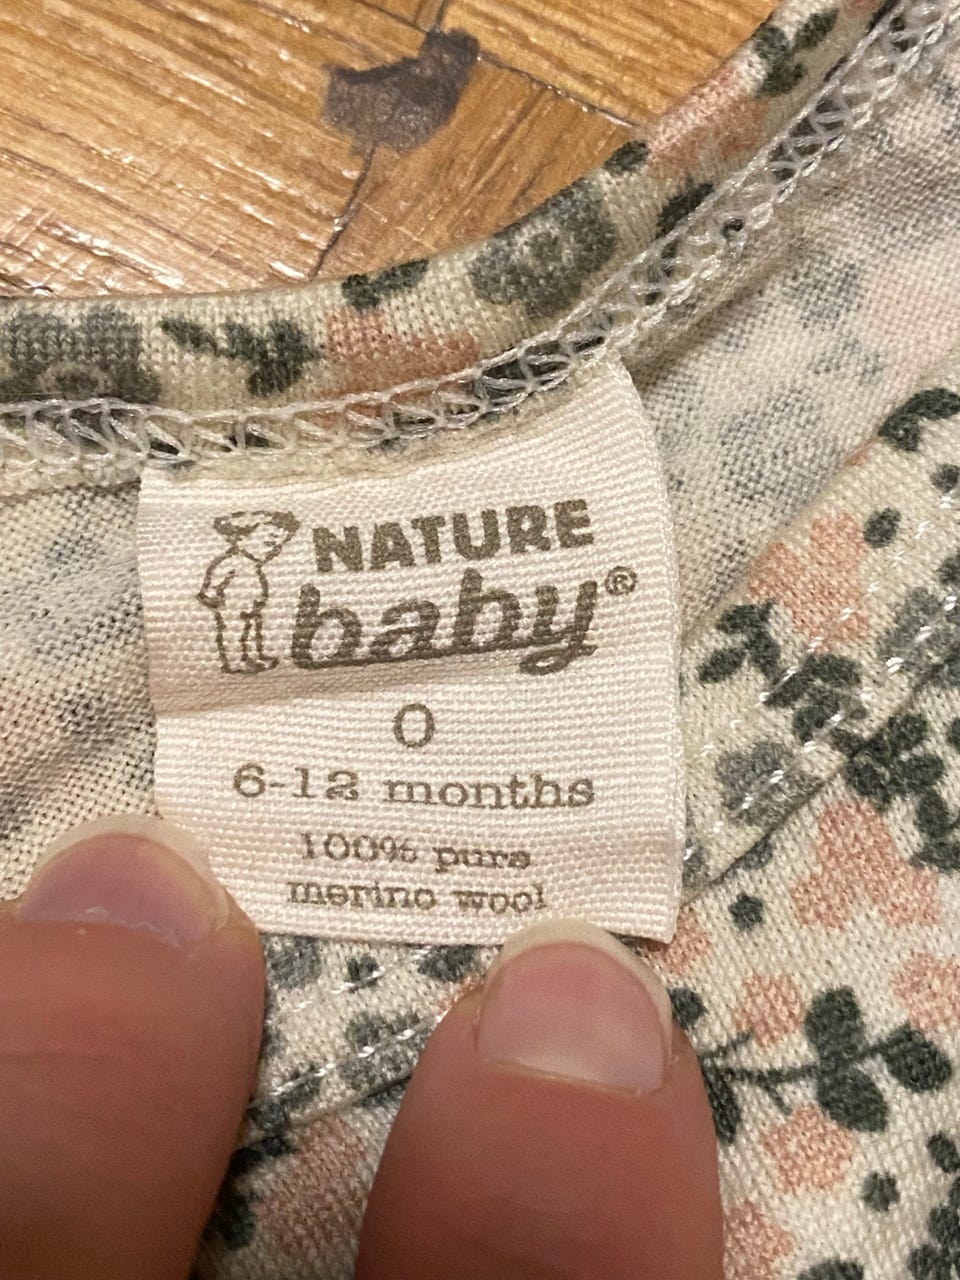 NATURE
baby®
0
6-12 months
100% pure
merino wool